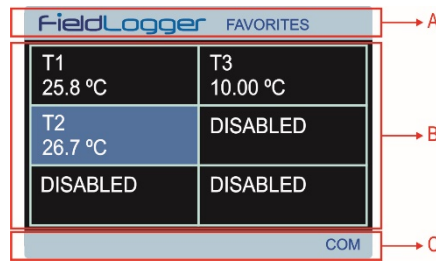 FieldLogger FAVORITES
A
T1
25.8 ºC
T3
10.00 ºC
T2
26.7 ºC
DISABLED
B
DISABLED
DISABLED
COM
C